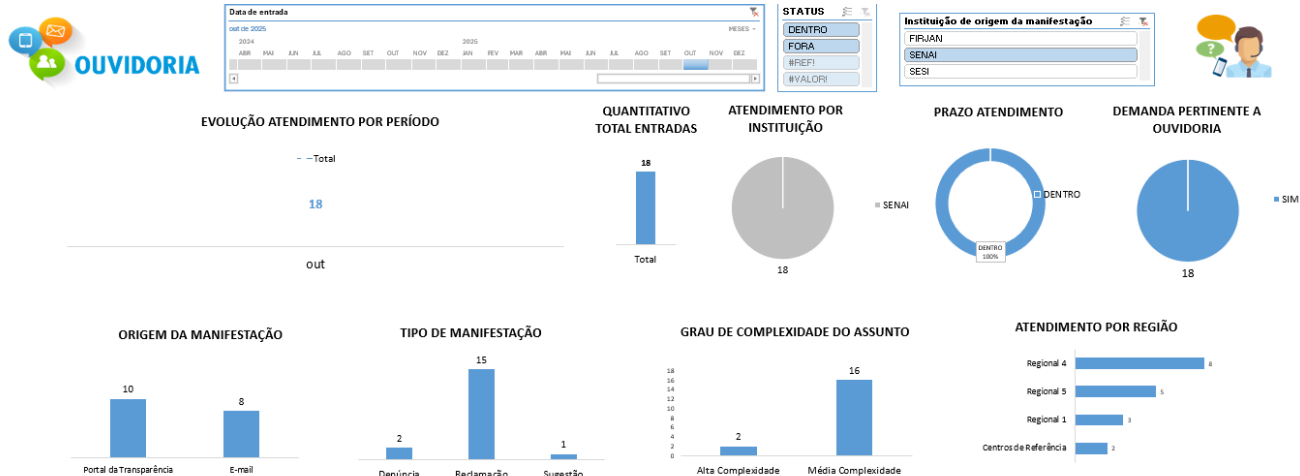 OUVIDORIA
Data de entrada
out de 2025
MESES
2024
2025
ABR MAI JUN JUL AGO SET OUT NOV DEZ JAN FEV MAR ABR MAI JUN JUL AGO SET OUT NOV DEZ
STATUS
DENTRO
FORA
#REF!
#VALOR!
Instituição de origem da manifestação
FIRJAN
SENAI
SESI
?
EVOLUÇÃO ATENDIMENTO POR PERÍODO
Total
18
out
QUANTITATIVO
TOTAL ENTRADAS
18
Total
ATENDIMENTO POR
INSTITUIÇÃO
SENAI
18
PRAZO ATENDIMENTO
DENTRO
DENTRO
100%
DEMANDA PERTINENTE A
OUVIDORIA
SIM
18
ORIGEM DA MANIFESTAÇÃO
10
8
Portal da Transparência
E-mail
TIPO DE MANIFESTAÇÃO
2
15
1
Denúncia
Reclamação
Sugestão
GRAU DE COMPLEXIDADE DO ASSUNTO
18
16
14
12
10
8
6
4
2
0
2
16
Alta Complexidade
Média Complexidade
ATENDIMENTO POR REGIÃO
Regional 4 8
Regional 5 5
Regional 1 3
Centros de Referência 2